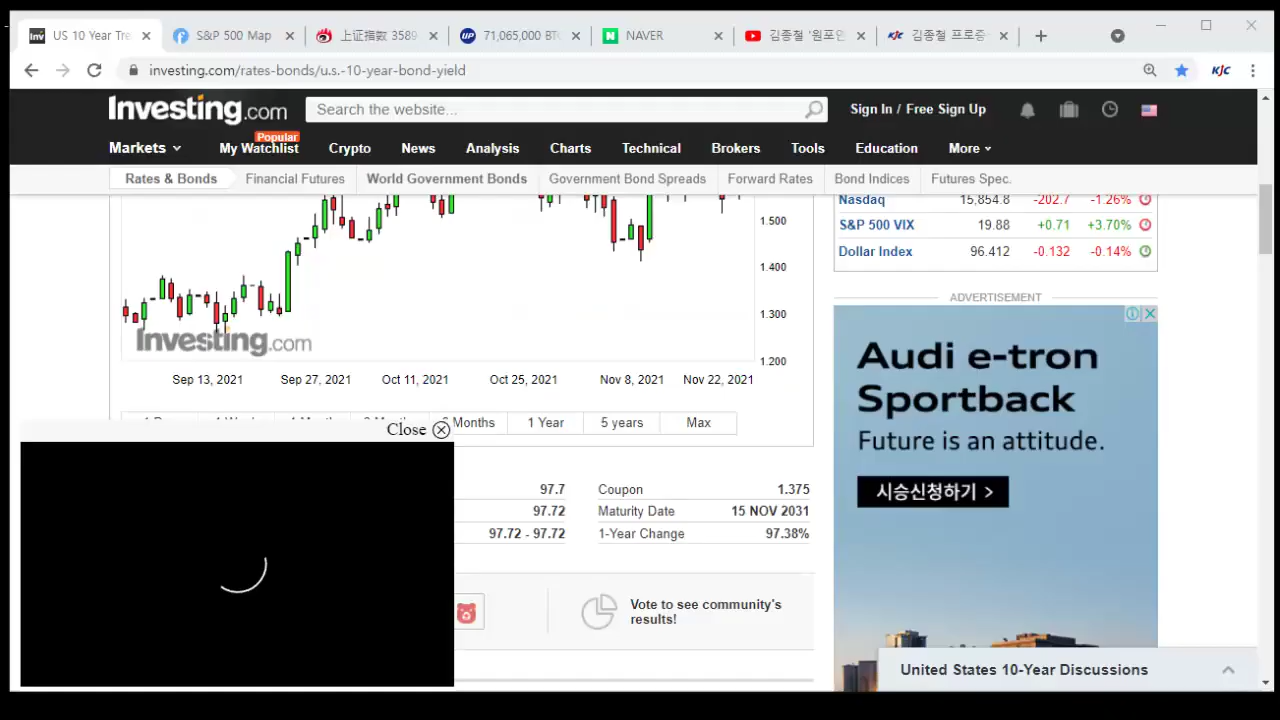 US 10 Year Tre
S&P 500 Map
上证指数 3589
71,065,000 BT
NAVER
김종철 '원포인
김종철 프로증
investing.com/rates-bonds/u.s.-10-year-bond-yield
KJC
Investing.com
Search the website...
Sign In / Free Sign Up
Popular
Markets
My Watchlist
Crypto
News
Analysis
Charts
Technical
Brokers
Tools
Education
More
Rates & Bonds
Financial Futures
World Government Bonds
Government Bond Spreads
Forward Rates
Bond Indices
Futures Spec.
Nasdaq 15,854.8 -202.7 -1.26%
S&P 500 VIX 19.88 +0.71 +3.70%
Dollar Index 96.412 -0.132 -0.14%
1.500
1.400
1.300
1.200
Investing.com
Sep 13, 2021
Sep 27, 2021
Oct 11, 2021
Oct 25, 2021
Nov 8, 2021
Nov 22, 2021
Months
1 Year
5 years
Max
Close
97.7
97.72
97.72 - 97.72
Coupon 1.375
Maturity Date 15 NOV 2031
1-Year Change 97.38%
Vote to see community's
results!
ADVERTISEMENT
Audi e-tron
Sportback
Future is an attitude.
시승신청하기 >
United States 10-Year Discussions